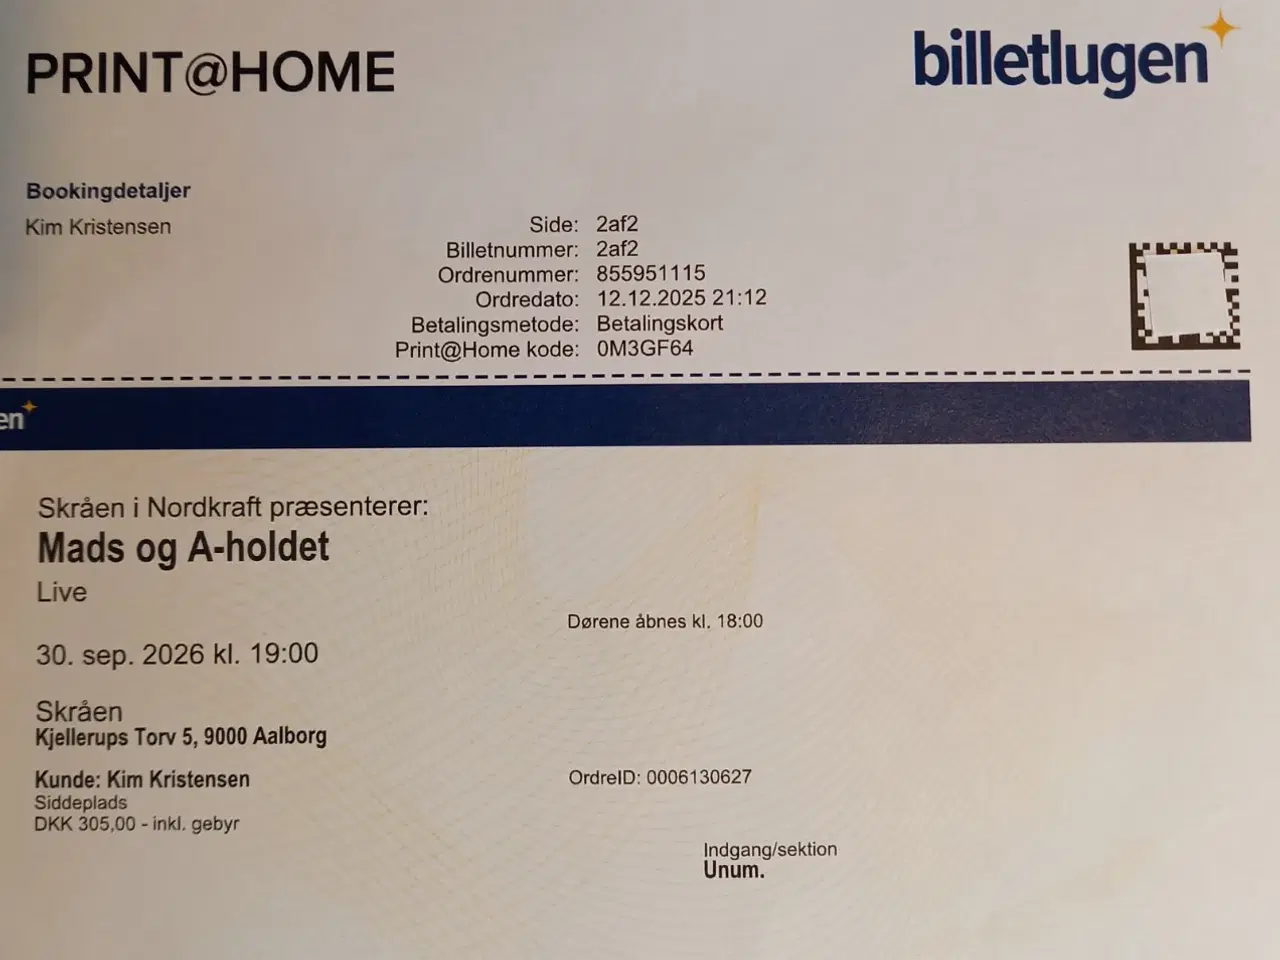 PRINT@HOME
billetlugen
Bookingdetaljer
Kim Kristensen
Side: 2af2
Billetnummer: 2af2
Ordrenummer: 855951115
Ordredato: 12.12.2025 21:12
Betalingsmetode: Betalingskort
Print@Home kode: 0M3GF64
en
Skråen i Nordkraft præsenterer:
Mads og A-holdet
Live
Dørene åbnes kl. 18:00
30. sep. 2026 kl. 19:00
Skråen
Kjellerups Torv 5, 9000 Aalborg
Kunde: Kim Kristensen
OrdreID: 0006130627
Siddeplads
DKK 305,00 - inkl. gebyr
Indgang/sektion
Unum.